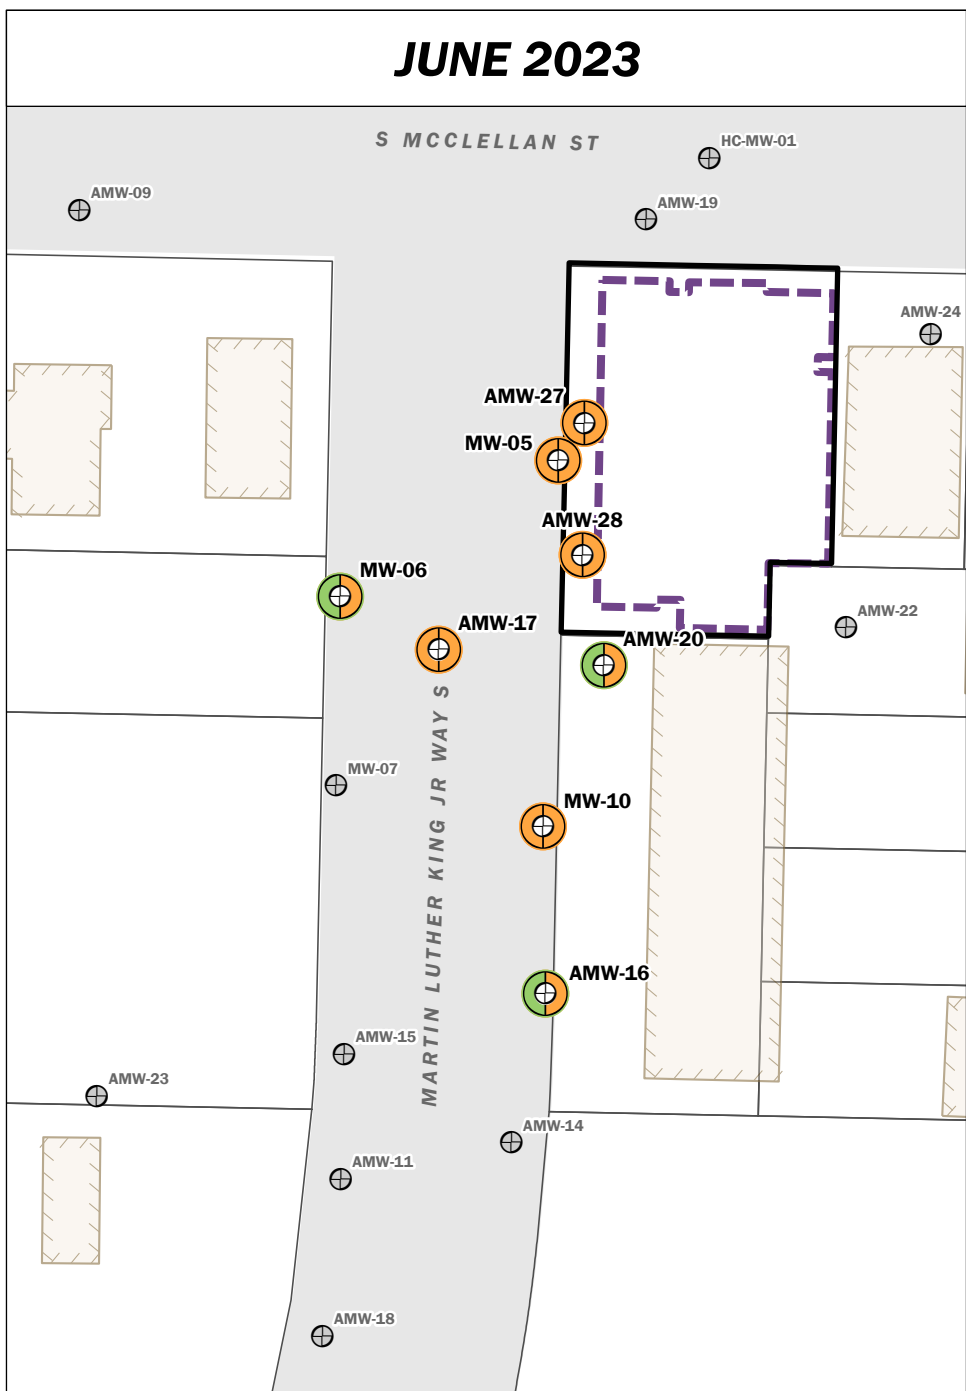 JUNE 2023
S MCCLELLAN ST
HC-MW-01
AMW-09
AMW-19
AMW-24
AMW-27
MW-05
AMW-28
MW-06
AMW-22
AMW-17
AMW-20
MARTIN LUTHER KING JR WAY S
MW-07
MW-10
AMW-16
AMW-15
AMW-23
AMW-14
AMW-11
AMW-18